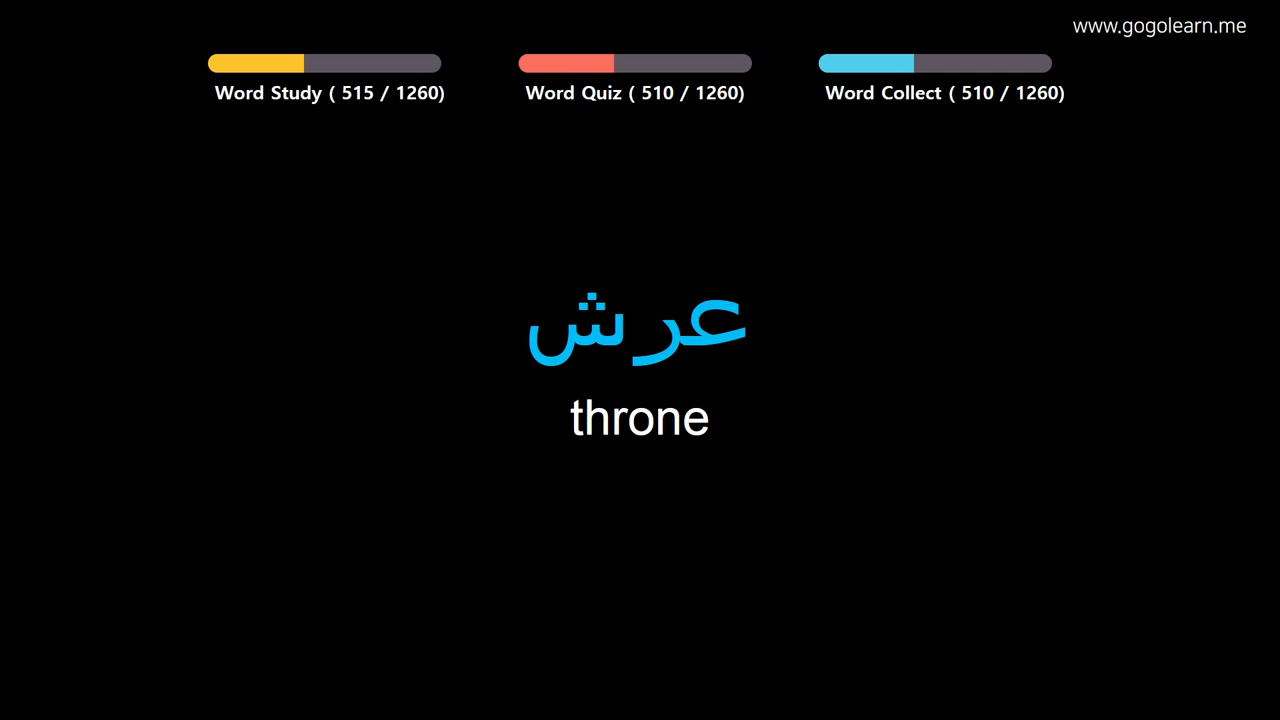 www.gogolearn.me
Word Study ( 515 / 1260)
Word Quiz ( 510 / 1260)
Word Collect ( 510 / 1260)
عرش
throne